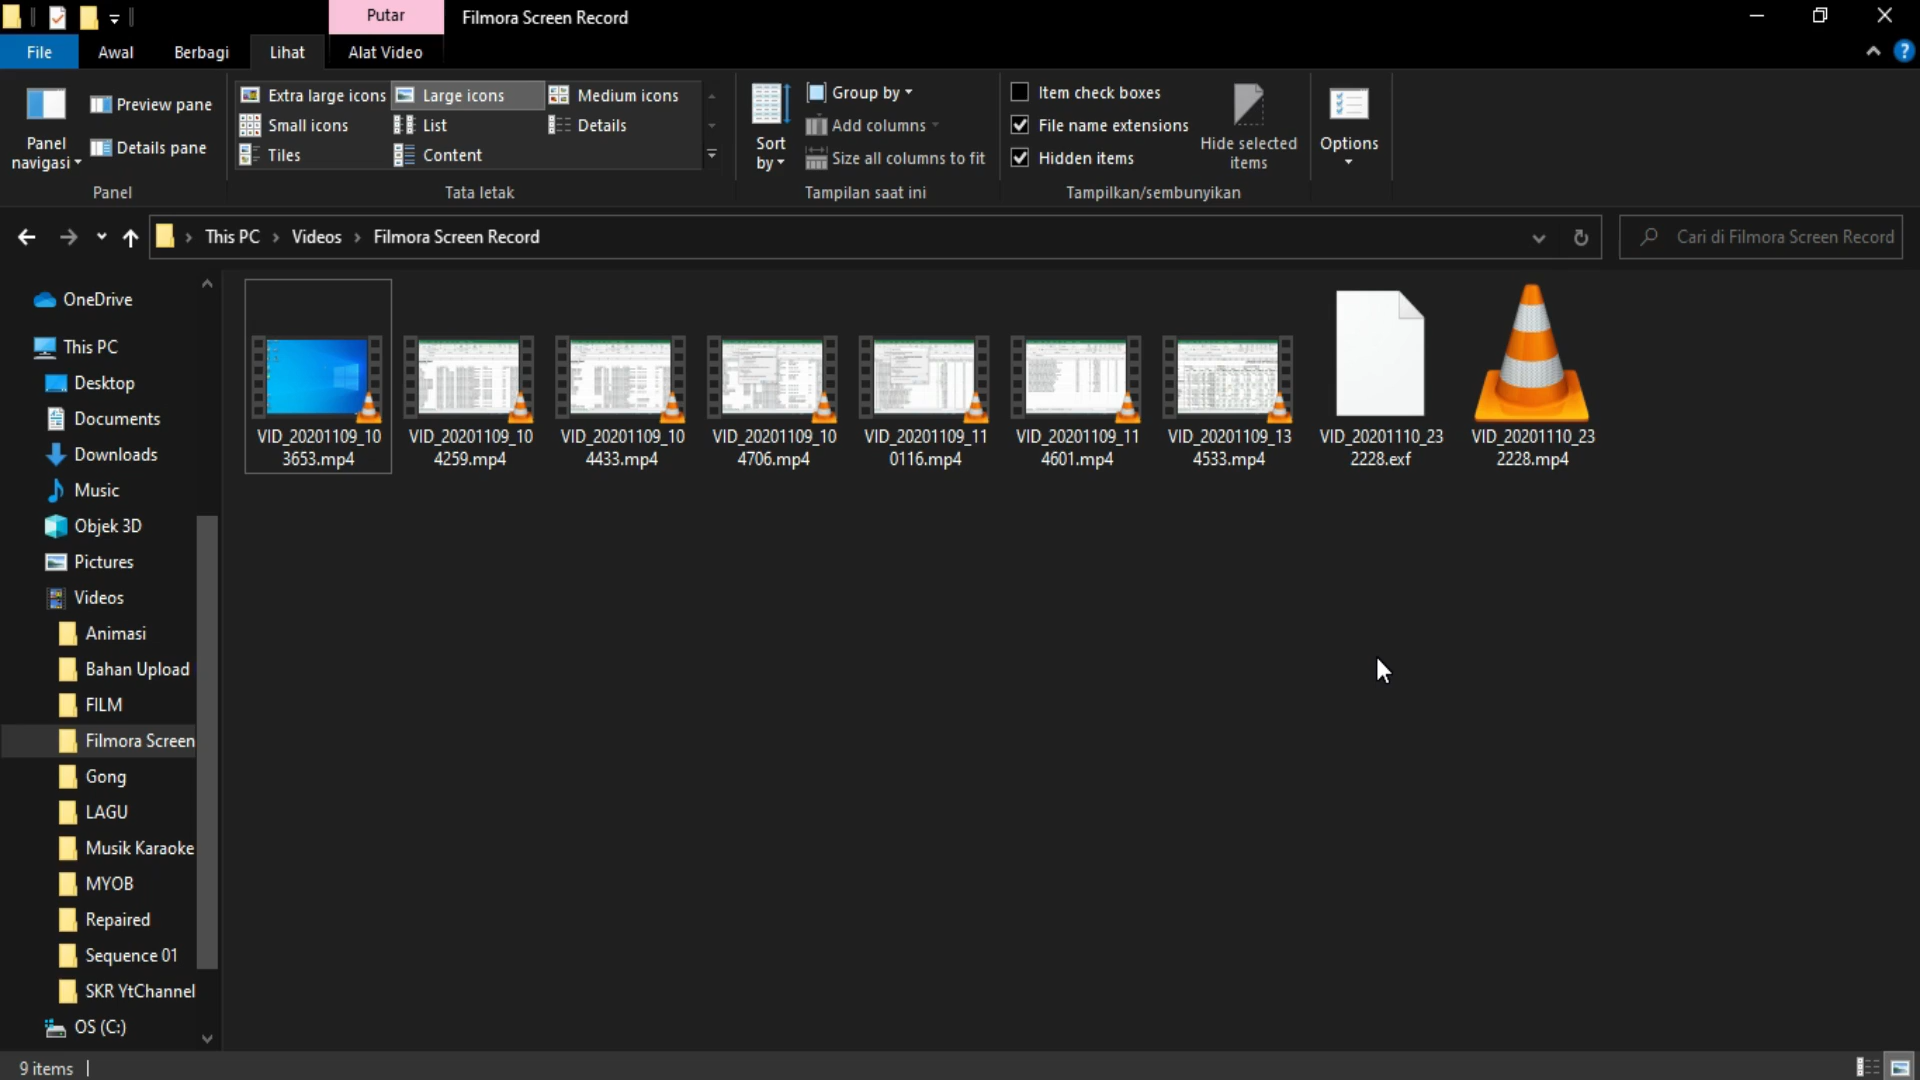 Putar
Filmora Screen Record
File
Awal
Berbagi
Lihat
Alat Video
Panel navigasi
Preview pane
Details pane
Panel
Extra large icons
Large icons
Medium icons
Small icons
List
Details
Tiles
Content
Tata letak
Sort by
Group by
Add columns
Size all columns to fit
Tampilan saat ini
Item check boxes
File name extensions
Hidden items
Hide selected items
Tampilkan/sembunyikan
Options
This PC
Videos
Filmora Screen Record
Cari di Filmora Screen Record
OneDrive
This PC
Desktop
Documents
Downloads
Music
Objek 3D
Pictures
Videos
Animasi
Bahan Upload
FILM
Filmora Screen
Gong
LAGU
Musik Karaoke
MYOB
Repaired
Sequence 01
SKR YtChannel
OS (C:)
VID_20201109_10
3653.mp4
VID_20201109_10
4259.mp4
VID_20201109_10
4433.mp4
VID_20201109_10
4706.mp4
VID_20201109_11
0116.mp4
VID_20201109_11
4601.mp4
VID_20201109_13
4533.mp4
VID_20201110_23
2228.exf
VID_20201110_23
2228.mp4
9 items